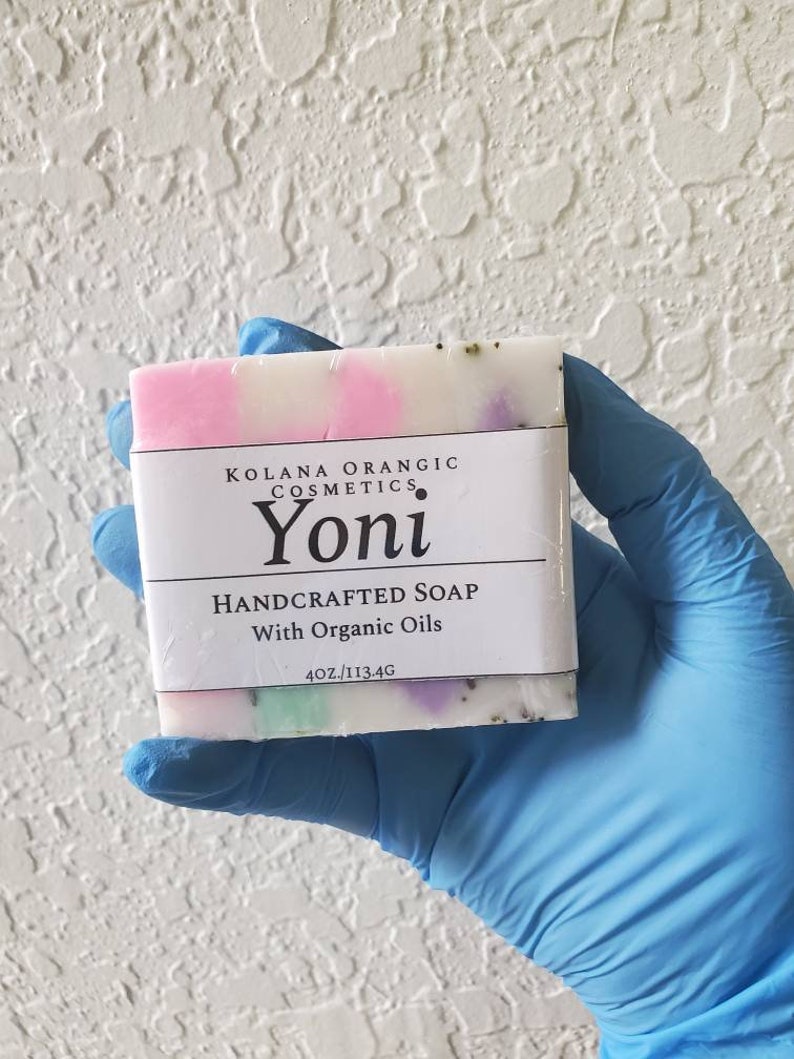 Kolana Orangic
Cosmetics
Yoni
Handcrafted Soap
With Organic Oils
4oz./113.4g